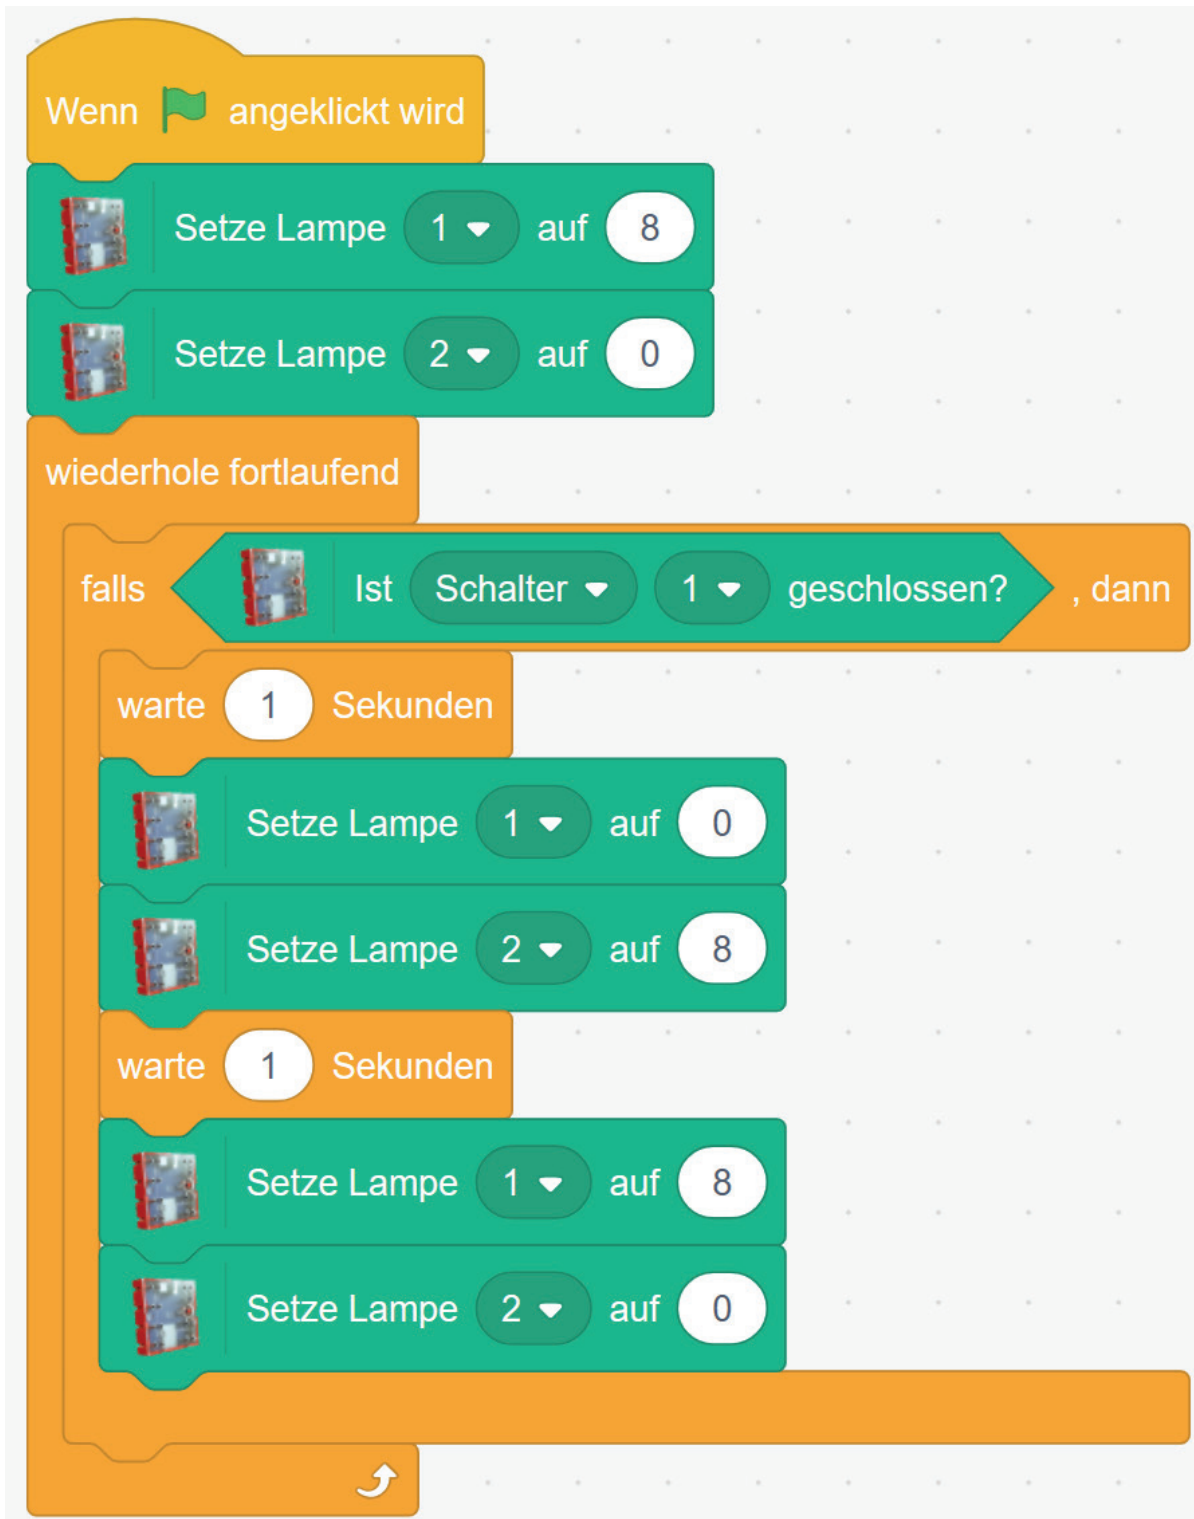 Wenn angeklickt wird
Setze Lampe 1 auf 8
Setze Lampe 2 auf 0
wiederhole fortlaufend
falls Ist Schalter 1 geschlossen? , dann
warte 1 Sekunden
Setze Lampe 1 auf 0
Setze Lampe 2 auf 8
warte 1 Sekunden
Setze Lampe 1 auf 8
Setze Lampe 2 auf 0